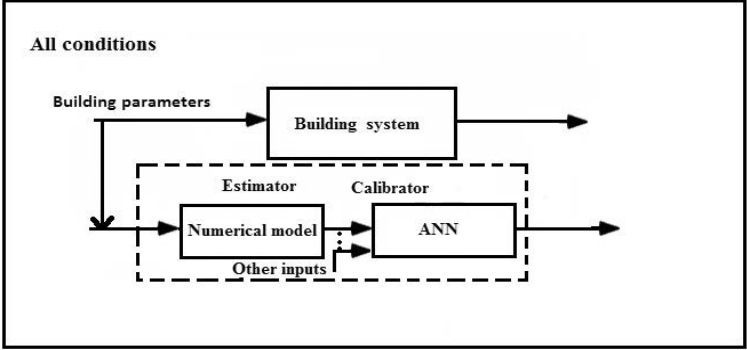 All conditions
Building parameters
Building system
Estimator
Calibrator
Numerical model
ANN
Other inputs